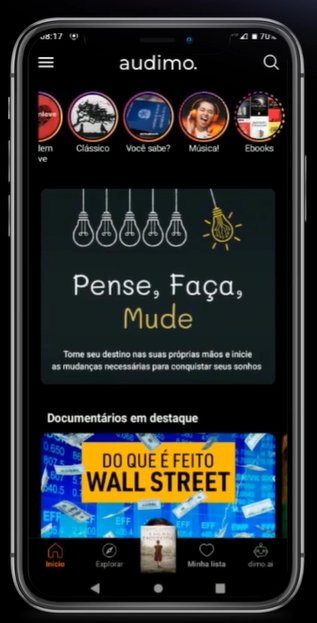 08:17
70%
audimo.
dern
ve
Clássico
Você sabe?
Música!
Ebooks
Pense, Faça,
Mude
Tome seu destino nas suas próprias mãos e inicie
as mudanças necessárias para conquistar seus sonhos
Documentários em destaque
DO QUE É FEITO
WALL STREET
Início
Explorar
Minha lista
dimo.ai